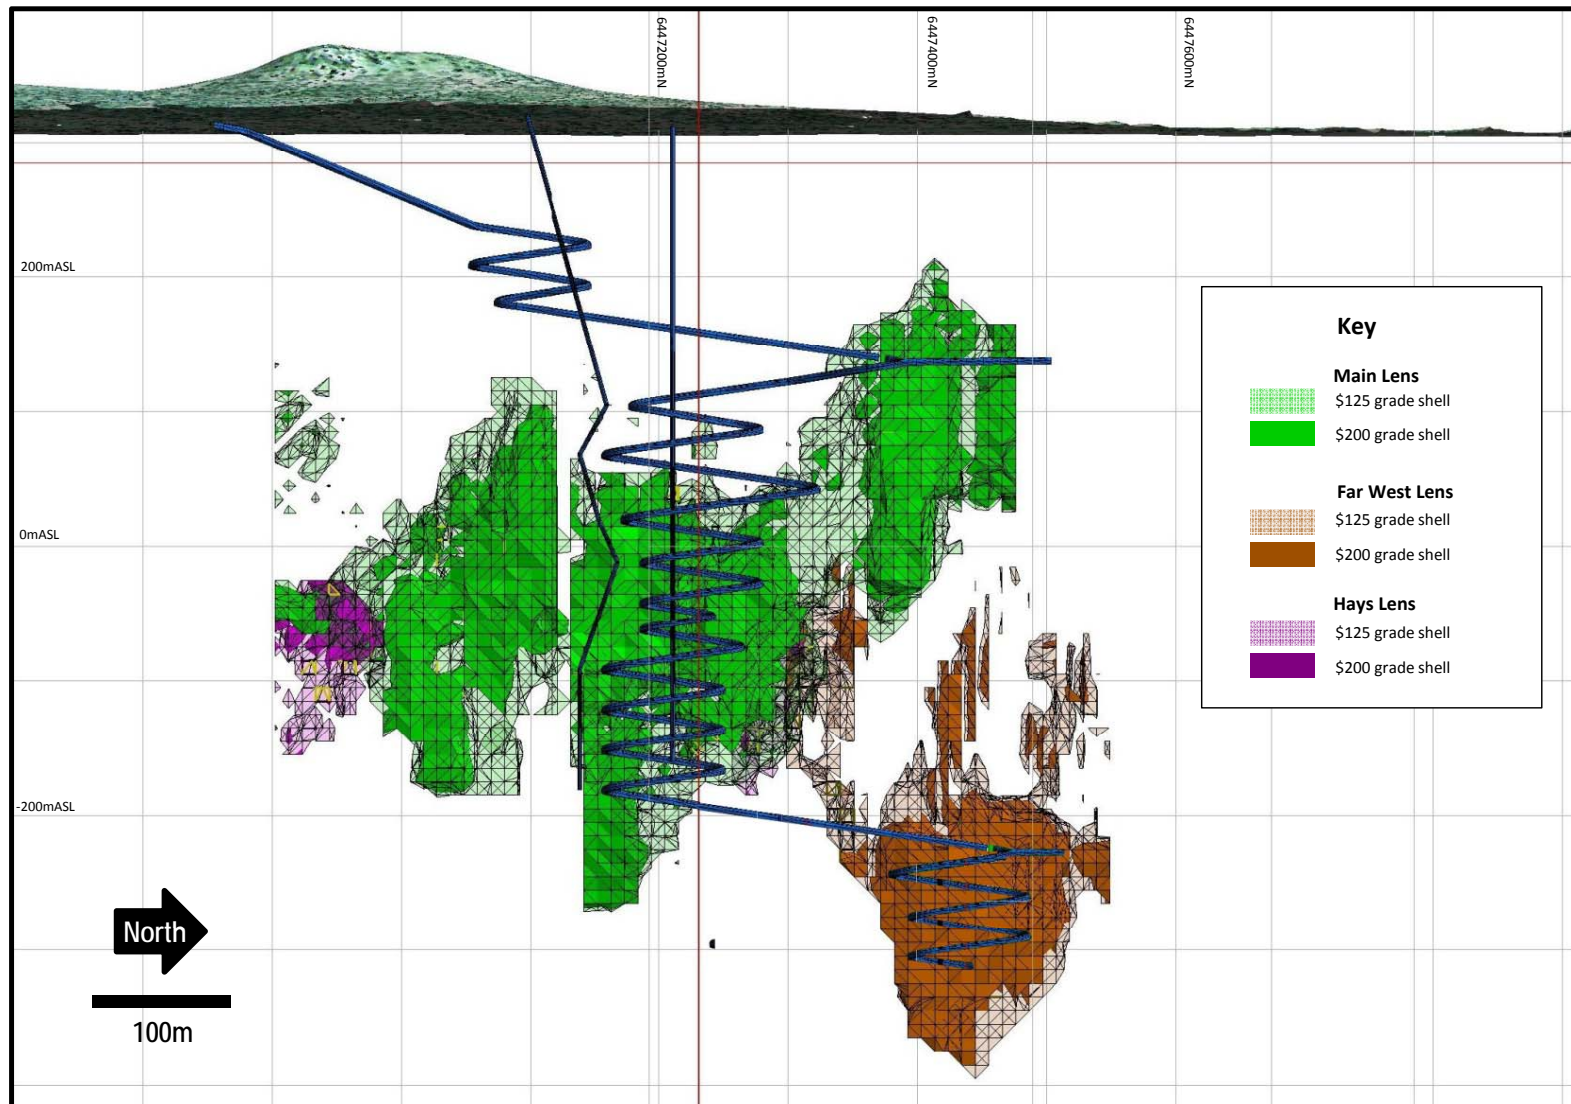 6447200mN
6447400mN
6447600mN
200mASL
0mASL
-200mASL
Key
Main Lens
$125 grade shell
$200 grade shell
Far West Lens
$125 grade shell
$200 grade shell
Hays Lens
$125 grade shell
$200 grade shell
North
100m